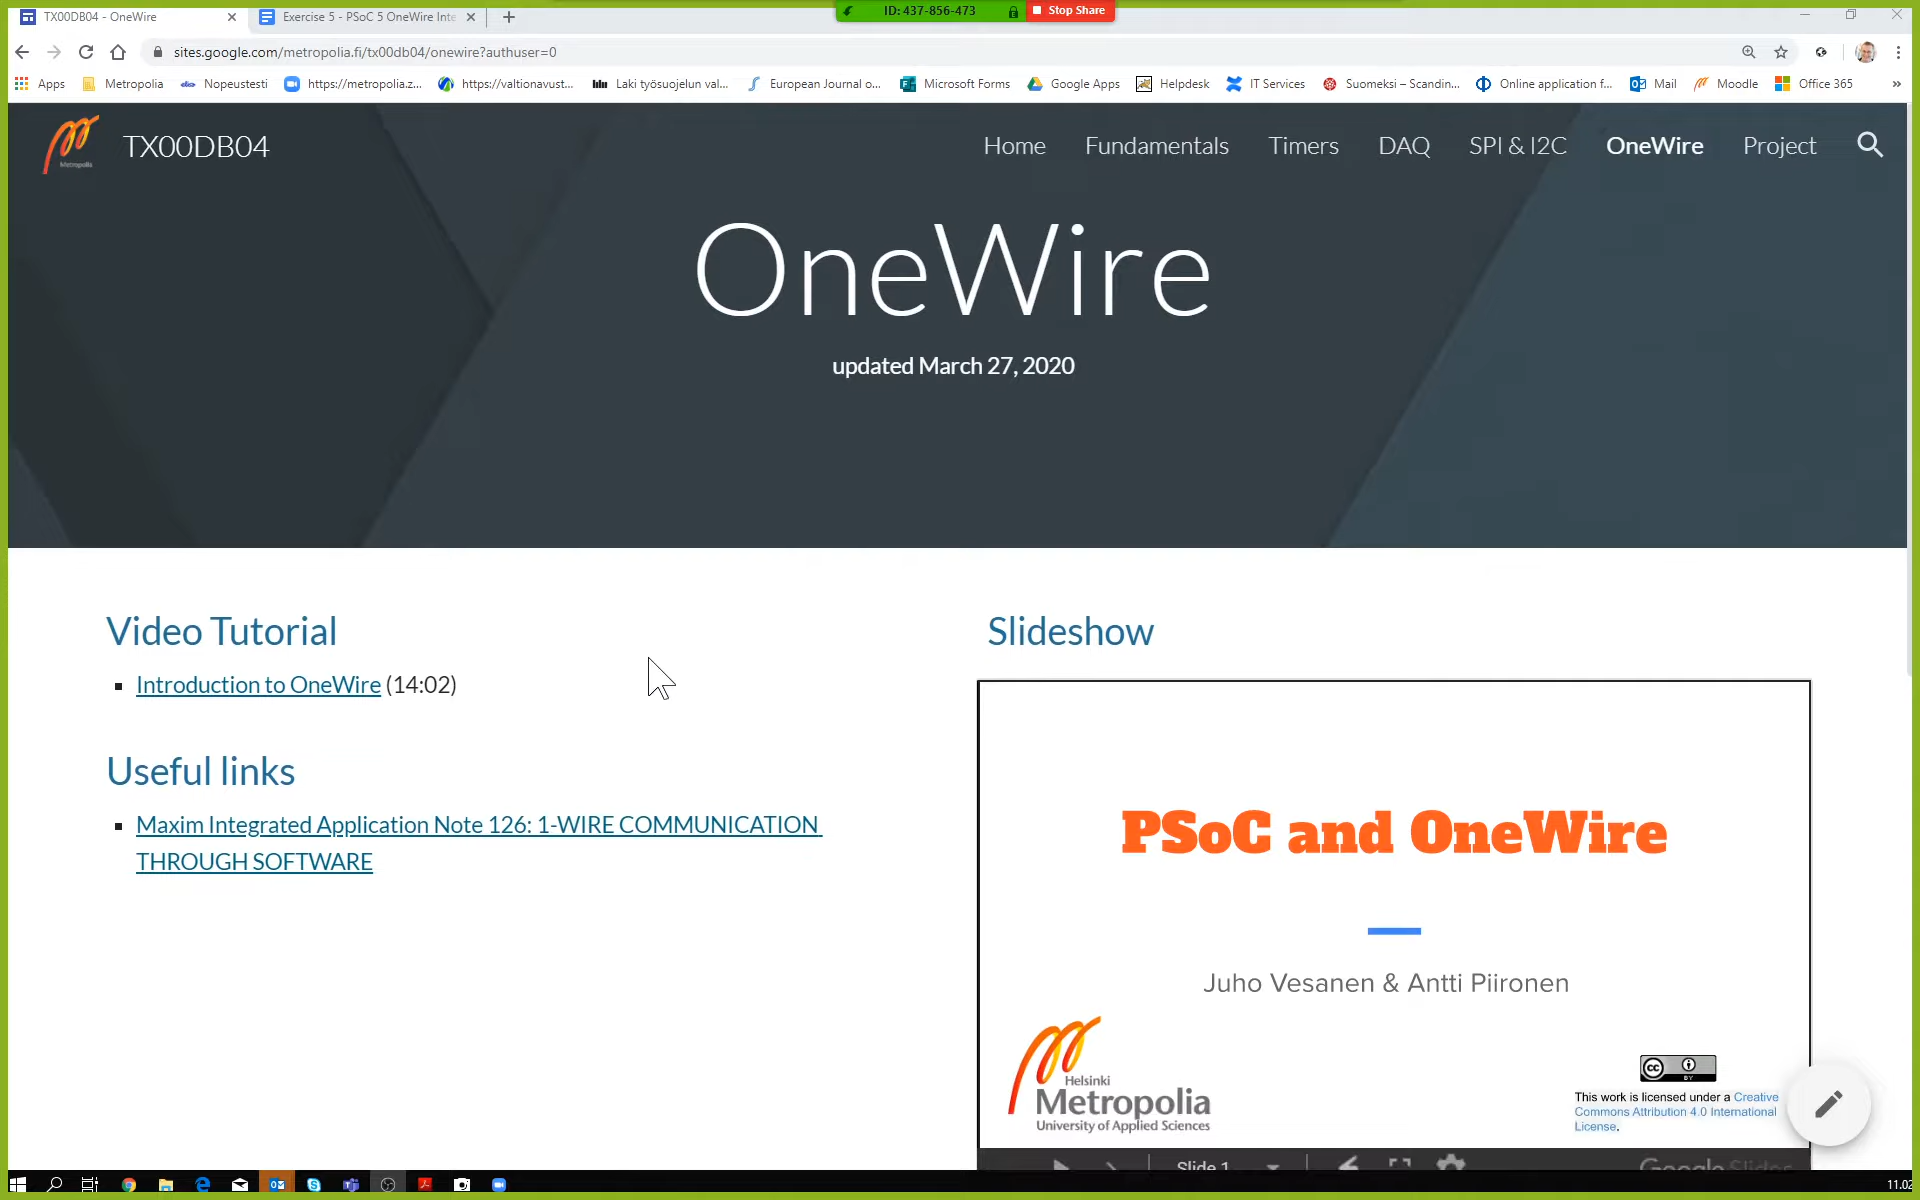 TX00DB04 - OneWire
Exercise 5 - PSoC 5 OneWire Inte
ID: 437-856-473
Stop Share
sites.google.com/metropolia.fi/tx00db04/onewire?authuser=0
Apps
Metropolia
Nopeustesti
https://metropolia.z...
https://valtionavust...
Laki työsuojelun val...
European Journal o...
Microsoft Forms
Google Apps
Helpdesk
IT Services
Suomeksi – Scandin...
Online application f...
Mail
Moodle
Office 365
»
Metropolia
TX00DB04
Home
Fundamentals
Timers
DAQ
SPI & I2C
OneWire
Project
OneWire
updated March 27, 2020
Video Tutorial
Introduction to OneWire (14:02)
Useful links
Maxim Integrated Application Note 126: 1-WIRE COMMUNICATION
THROUGH SOFTWARE
Slideshow
PSoC and OneWire
Juho Vesanen & Antti Piironen
Helsinki
Metropolia
University of Applied Sciences
cc
BY
This work is licensed under a Creative
Commons Attribution 4.0 International
License.
Slide 1
Google Slides
11.02